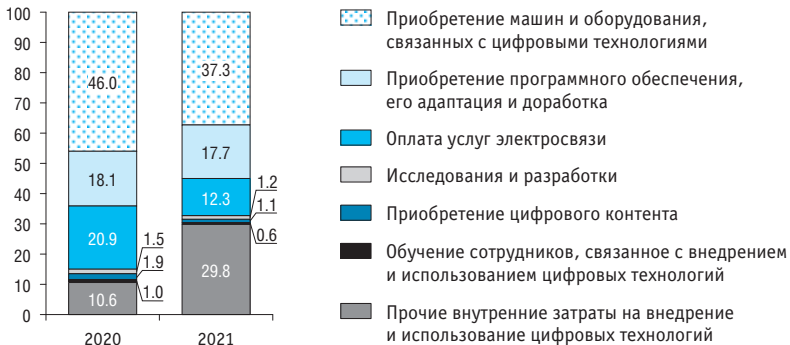 100
90
80
70
60
50
40
30
20
10
0
46.0
18.1
20.9
1.5
1.9
1.0
10.6
2020
37.3
17.7
12.3
1.2
1.1
0.6
29.8
2021
Приобретение машин и оборудования,
связанных с цифровыми технологиями
Приобретение программного обеспечения,
его адаптация и доработка
Оплата услуг электросвязи
Исследования и разработки
Приобретение цифрового контента
Обучение сотрудников, связанное с внедрением
и использованием цифровых технологий
Прочие внутренние затраты на внедрение
и использование цифровых технологий